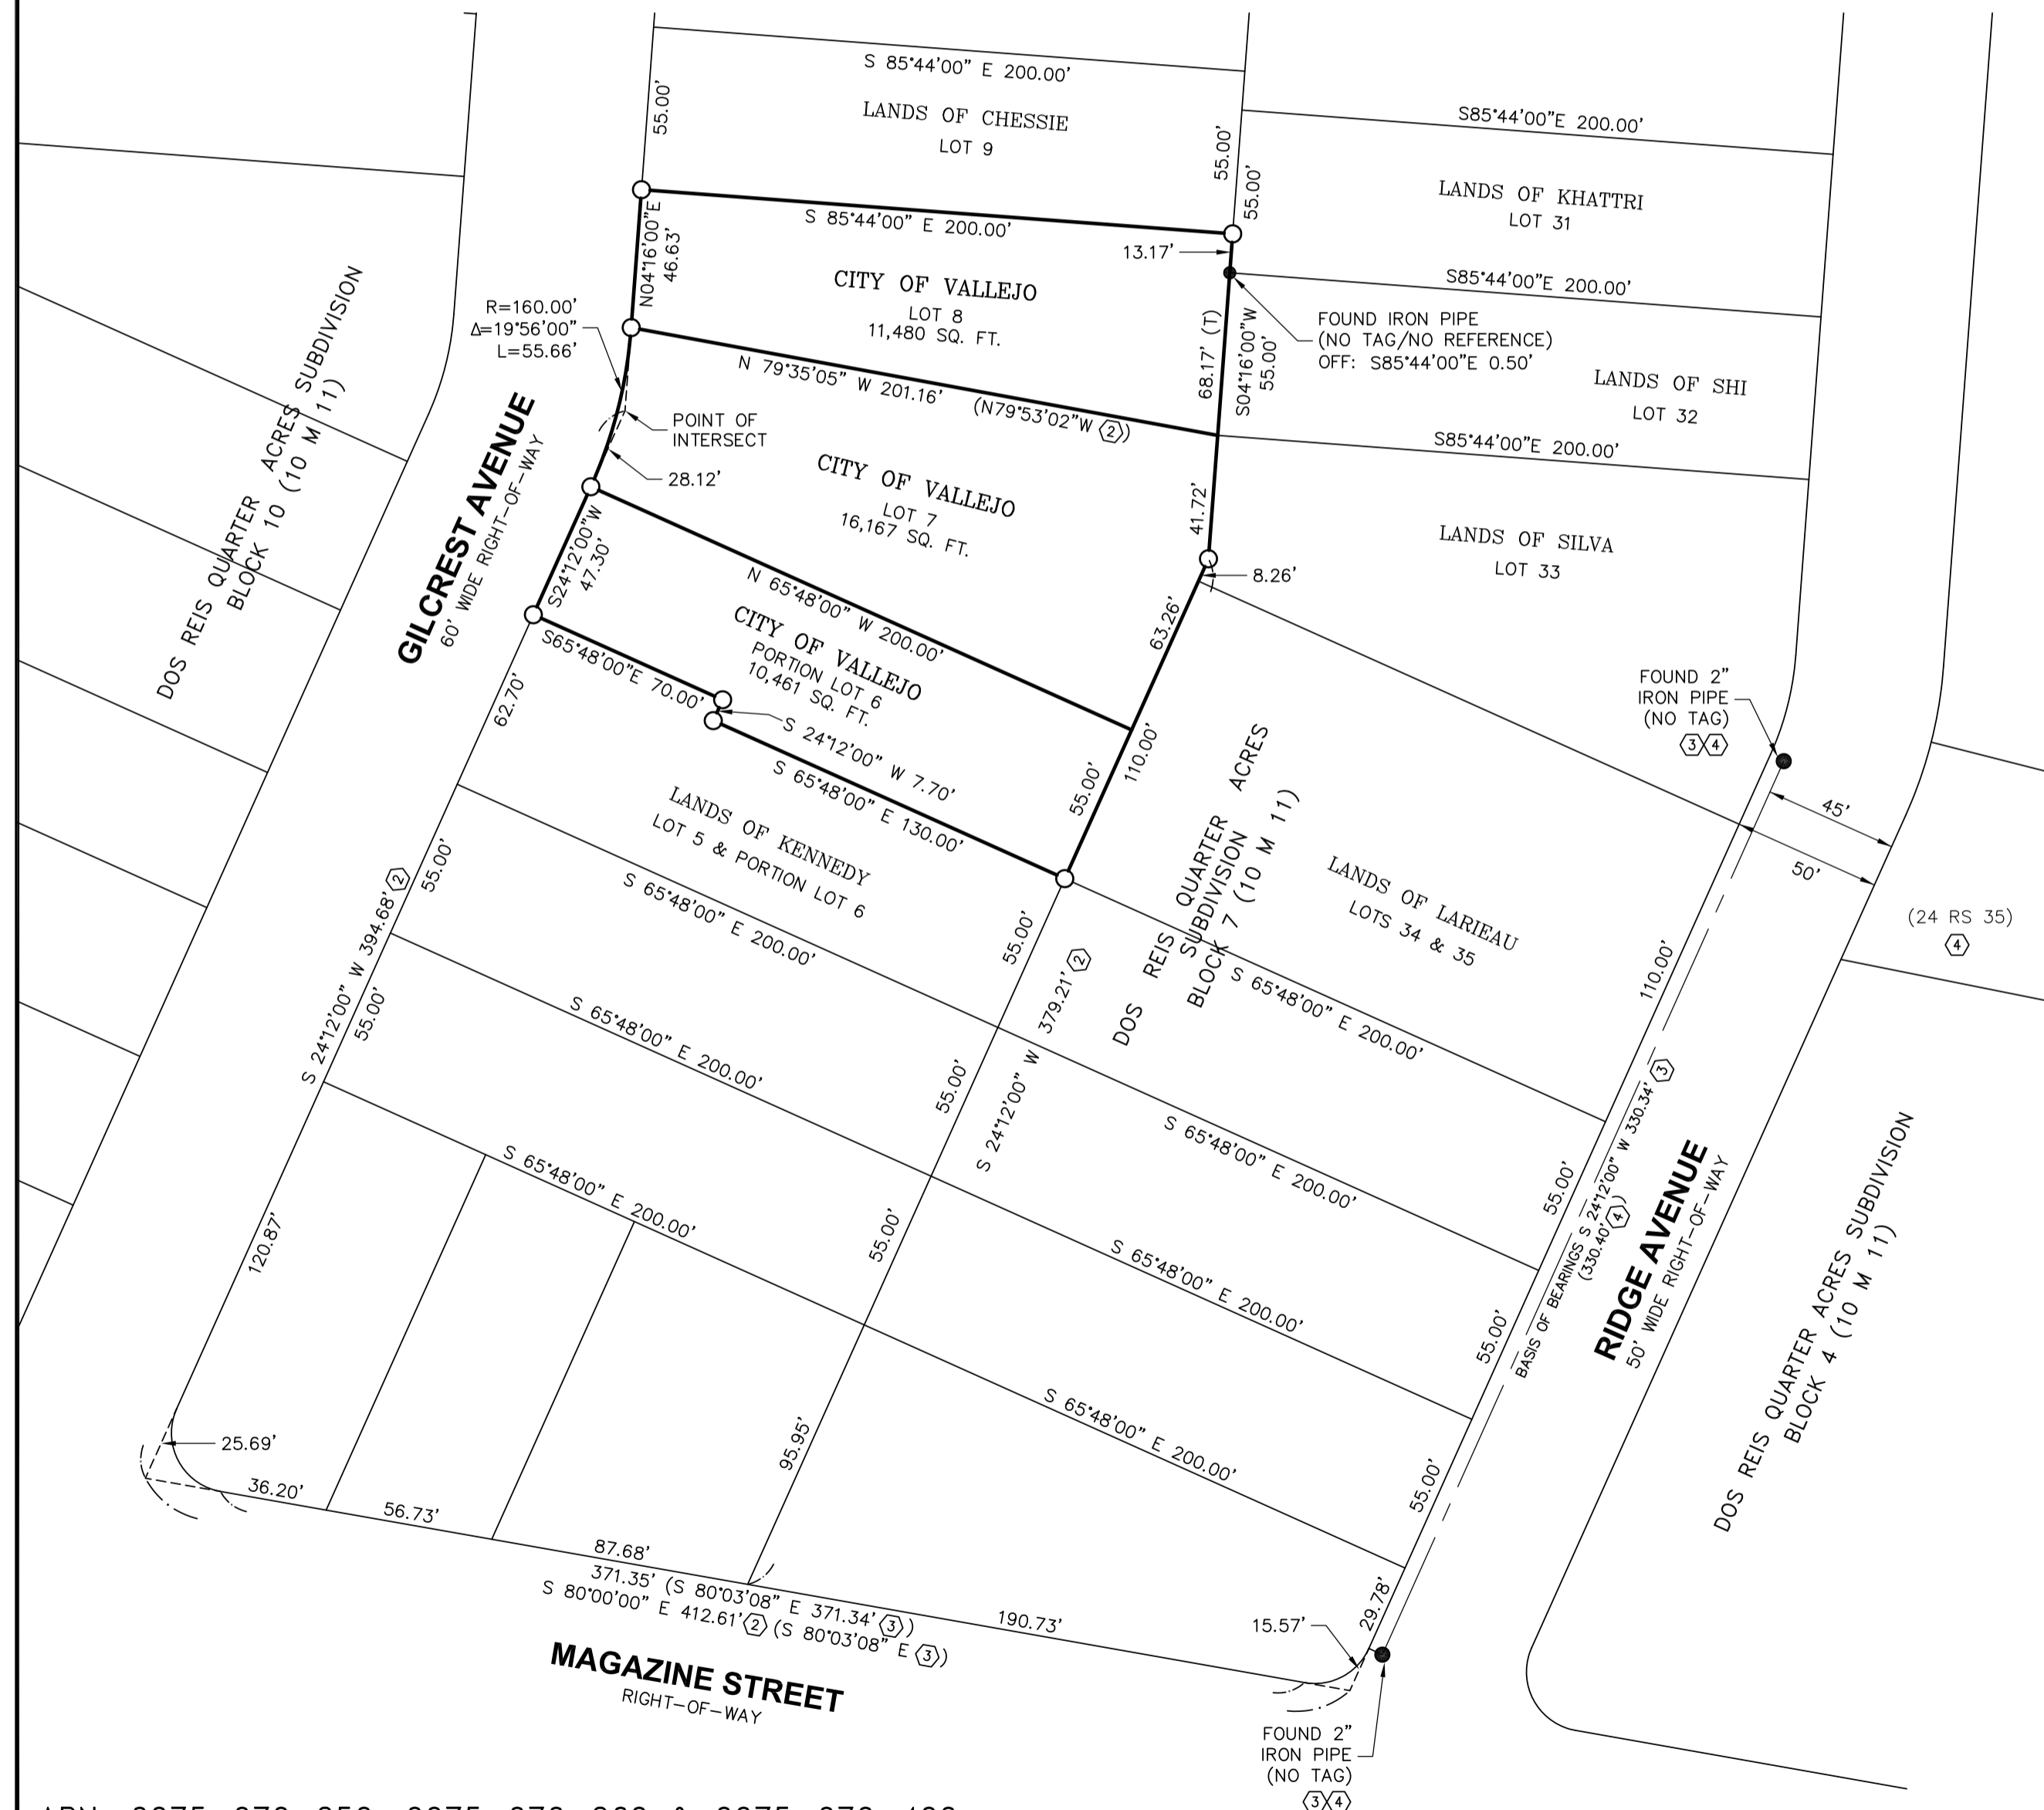 S 85°44'00" E 200.00'
55.00'
LANDS OF CHESSIE
LOT 9
55.00'
55.00'
S85°44'00"E 200.00'
LANDS OF KHATTRI
LOT 31
S 85°44'00" E 200.00'
13.17'
N04°16'00"E
46.63'
CITY OF VALLEJO
LOT 8
11,480 SQ. FT.
S85°44'00"E 200.00'
R=160.00'
Δ=19°56'00"
L=55.66'
68.17' (T)
S04°16'00"W
55.00'
FOUND IRON PIPE
(NO TAG/NO REFERENCE)
OFF: S85°44'00"E 0.50'
LANDS OF SHI
LOT 32
N 79°35'05" W 201.16' (N79°53'02"W 2)
POINT OF
INTERSECT
28.12'
S85°44'00"E 200.00'
DOS REIS QUARTER ACRES SUBDIVISION
BLOCK 10 (10 M 11)
GILCREST AVENUE
60' WIDE RIGHT-OF-WAY
CITY OF VALLEJO
LOT 7
16,167 SQ. FT.
41.72'
LANDS OF SILVA
LOT 33
8.26'
S24°12'00"W
47.30'
N 65°48'00" W 200.00'
63.26'
CITY OF VALLEJO
PORTION LOT 6
10,461 SQ. FT.
S65°48'00"E 70.00'
S 24°12'00" W 7.70'
62.70'
S 65°48'00" E 130.00'
55.00'
110.00'
FOUND 2"
IRON PIPE
(NO TAG)
3 4
45'
50'
LANDS OF KENNEDY
LOT 5 & PORTION LOT 6
DOS REIS QUARTER ACRES
SUBDIVISION
BLOCK 7 (10 M 11)
LANDS OF LARIEAU
LOTS 34 & 35
(24 RS 35)
4
S 24°12'00" W 394.68' 2
55.00'
S 65°48'00" E 200.00'
55.00'
S 24°12'00" W 379.21' 2
S 65°48'00" E 200.00'
110.00'
55.00'
S 65°48'00" E 200.00'
55.00'
S 65°48'00" E 200.00'
BASIS OF BEARINGS S 24°12'00" W 330.34' 3
(330.40' 4)
RIDGE AVENUE
50' WIDE RIGHT-OF-WAY
55.00'
DOS REIS QUARTER ACRES SUBDIVISION
BLOCK 4 (10 M 11)
S 65°48'00" E 200.00'
55.00'
S 65°48'00" E 200.00'
55.00'
120.87'
S 65°48'00" E 200.00'
55.00'
95.95'
25.69'
36.20'
56.73'
87.68'
371.35' (S 80°03'08" E 371.34' 3)
S 80°00'00" E 412.61' 2 (S 80°03'08" E 3)
190.73'
15.57'
29.78'
MAGAZINE STREET
RIGHT-OF-WAY
FOUND 2"
IRON PIPE
(NO TAG)
3 4